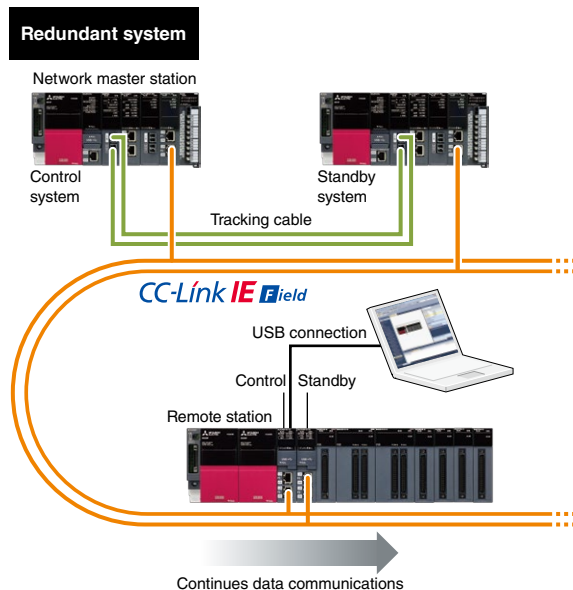 Redundant system
Network master station
Control
system
Standby
system
Tracking cable
CC-Link IE Field
USB connection
Control
Standby
Remote station
Continues data communications